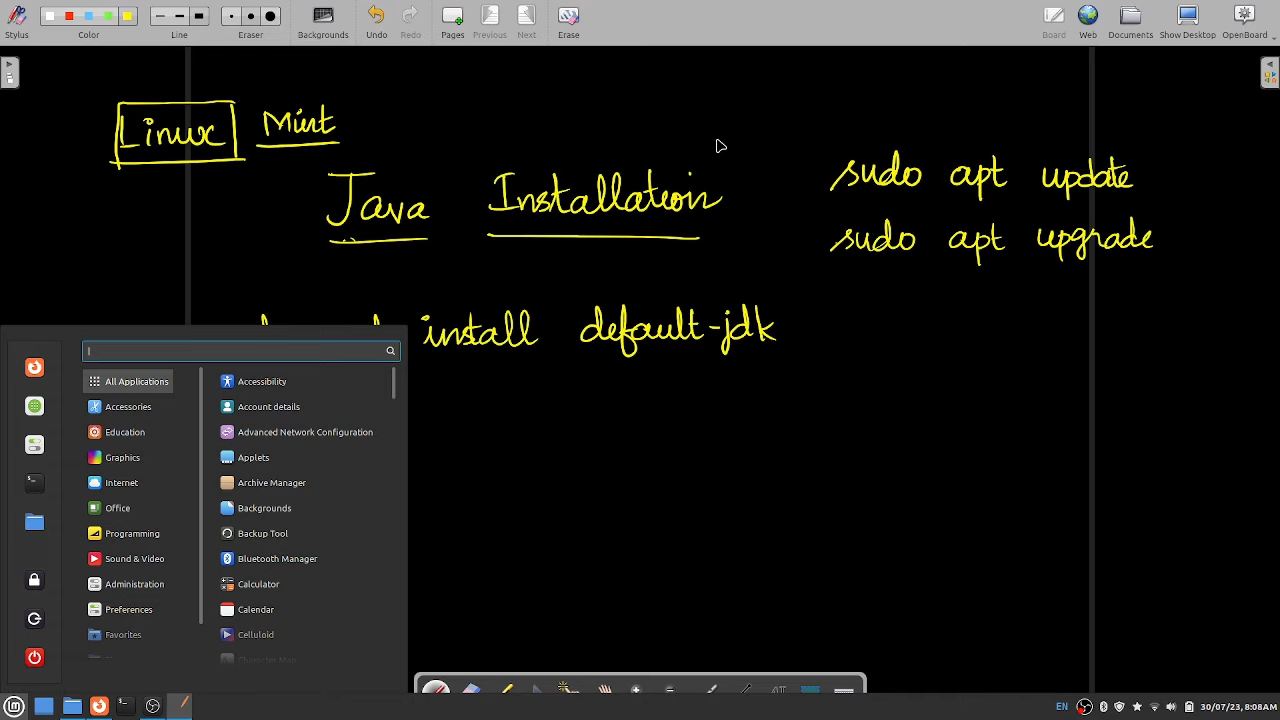 Stylus Color Line Eraser Backgrounds Undo Redo Pages Previous Next Erase Board Web Documents Show Desktop OpenBoard
Linux Mint
Java Installation
sudo apt update
sudo apt upgrade
install default-jdk
All Applications
Accessories
Education
Graphics
Internet
Office
Programming
Sound & Video
Administration
Preferences
Favorites
Accessibility
Account details
Advanced Network Configuration
Applets
Archive Manager
Backgrounds
Backup Tool
Bluetooth Manager
Calculator
Calendar
Celluloid
Character Map
EN 30/07/23, 8:08AM